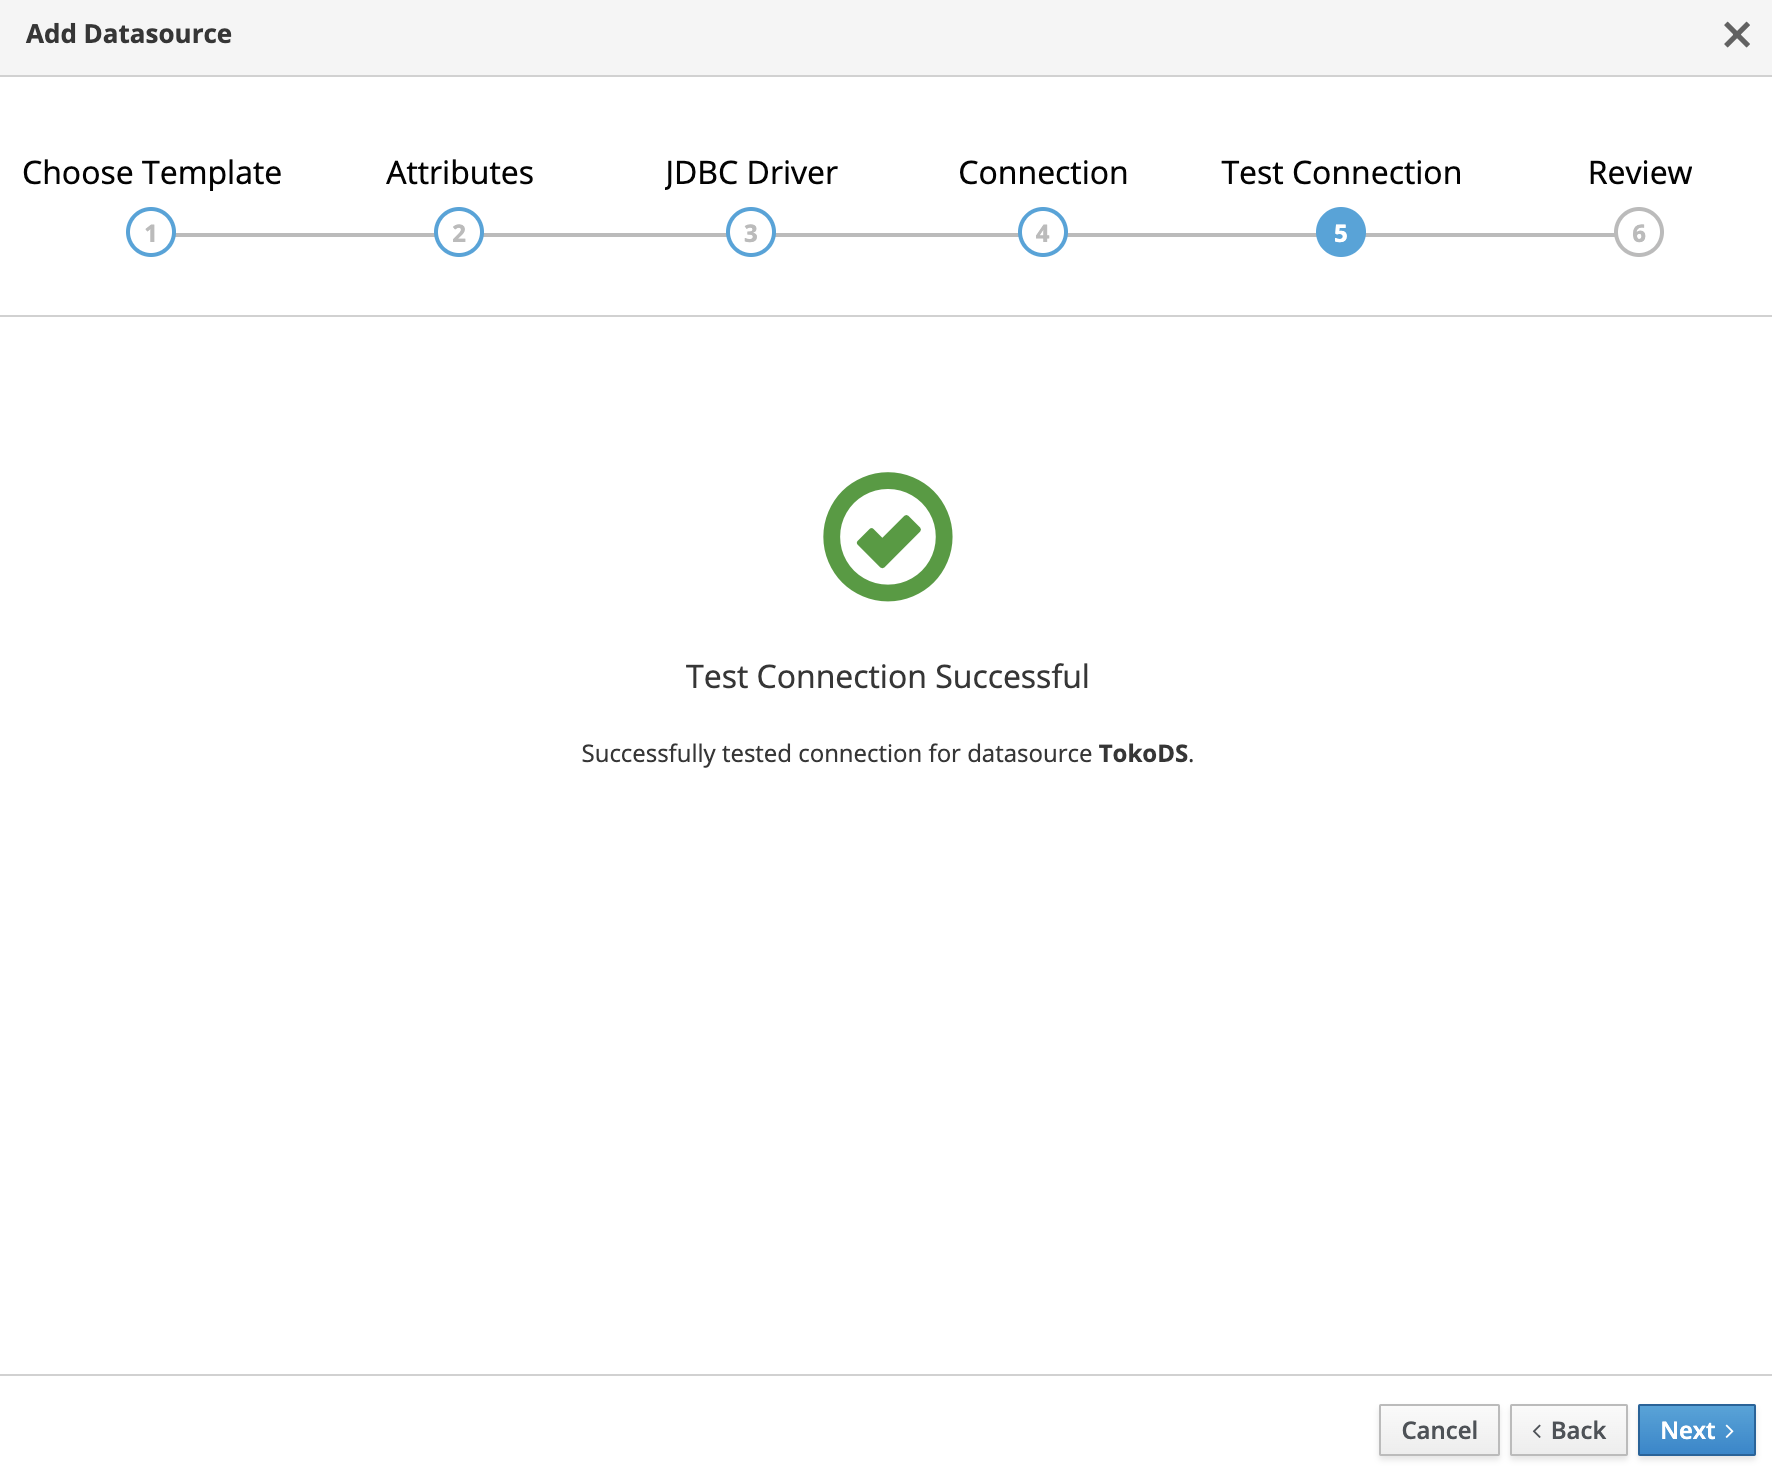 Add Datasource
Choose Template Attributes JDBC Driver Connection Test Connection Review
1 2 3 4 5 6
Test Connection Successful
Successfully tested connection for datasource TokoDS.
Cancel Back Next